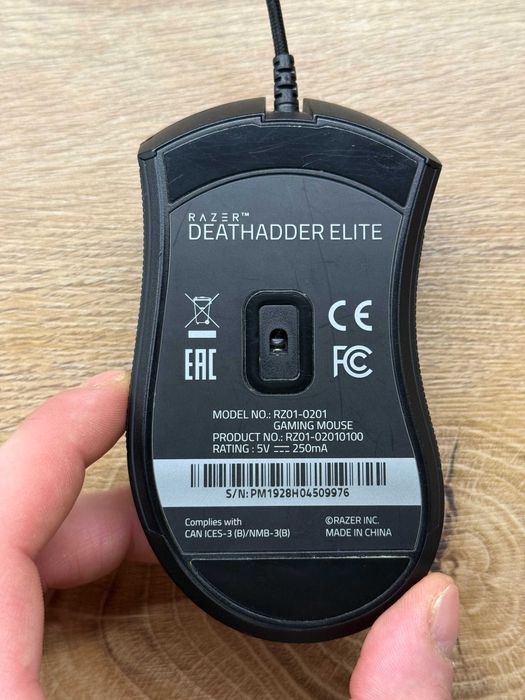 RAZER™
DEATHADDER ELITE
CE
EAC
FC
MODEL NO.: RZ01-0201
GAMING MOUSE
PRODUCT NO.: RZ01-02010100
RATING : 5V ⎓ 250mA
S/N: PM1928H04509976
Complies with
CAN ICES-3 (B)/NMB-3(B)
©RAZER INC.
MADE IN CHINA